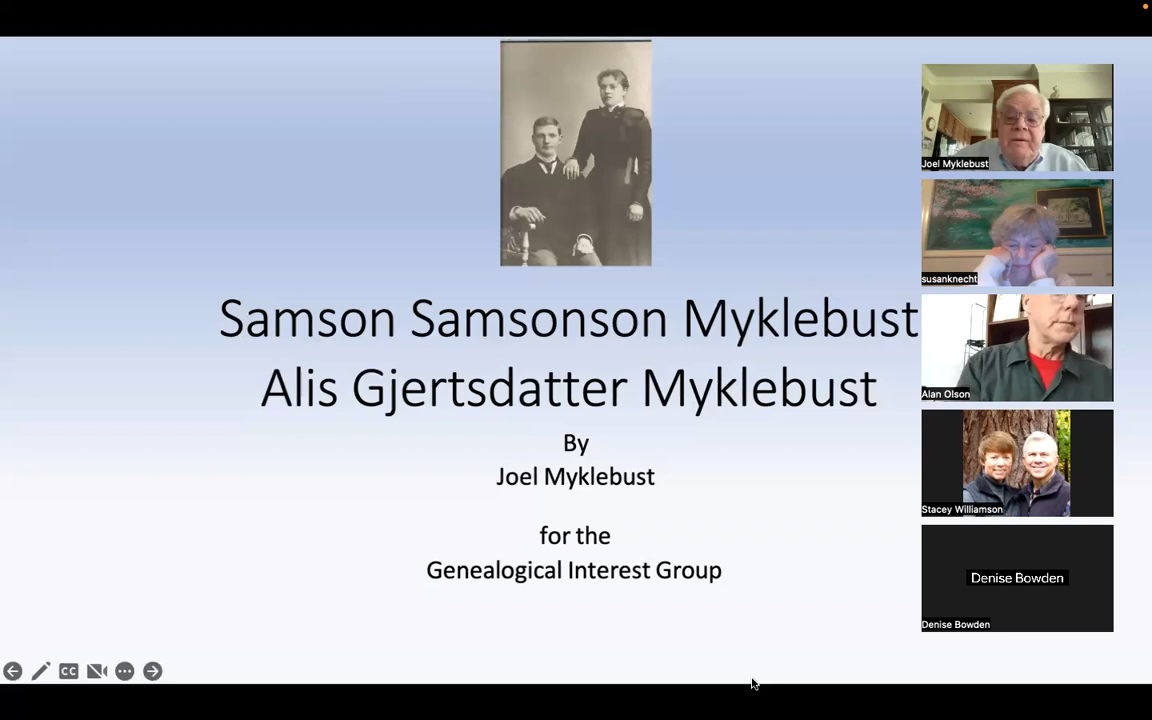 Samson Samsonson Myklebust
Alis Gjertsdatter Myklebust
By
Joel Myklebust
for the
Genealogical Interest Group
Joel Myklebust
susanknecht
Alan Olson
Stacey Williamson
Denise Bowden
Denise Bowden
CC